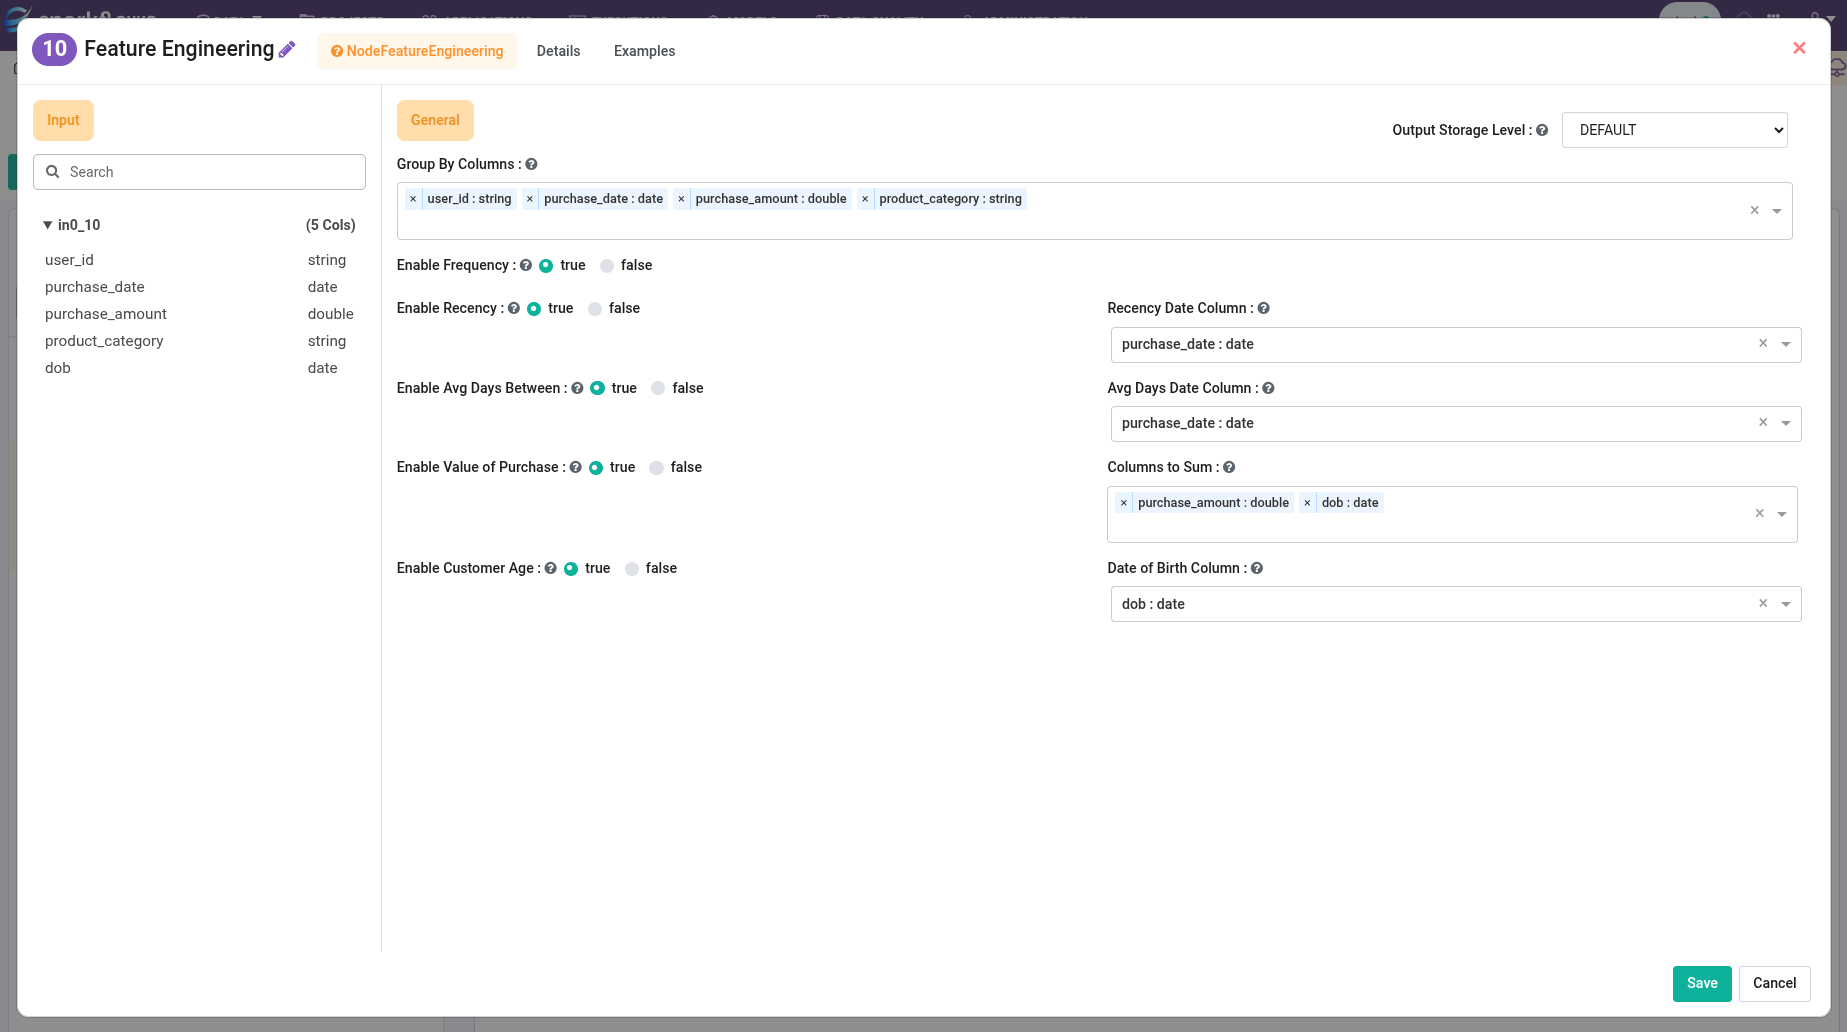 10 Feature Engineering NodeFeatureEngineering Details Examples
Input
Search
in0_10 (5 Cols)
user_id string
purchase_date date
purchase_amount double
product_category string
dob date
General
Output Storage Level : DEFAULT
Group By Columns :
× user_id : string × purchase_date : date × purchase_amount : double × product_category : string
Enable Frequency : true false
Enable Recency : true false
Recency Date Column :
purchase_date : date
Enable Avg Days Between : true false
Avg Days Date Column :
purchase_date : date
Enable Value of Purchase : true false
Columns to Sum :
× purchase_amount : double × dob : date
Enable Customer Age : true false
Date of Birth Column :
dob : date
Save Cancel